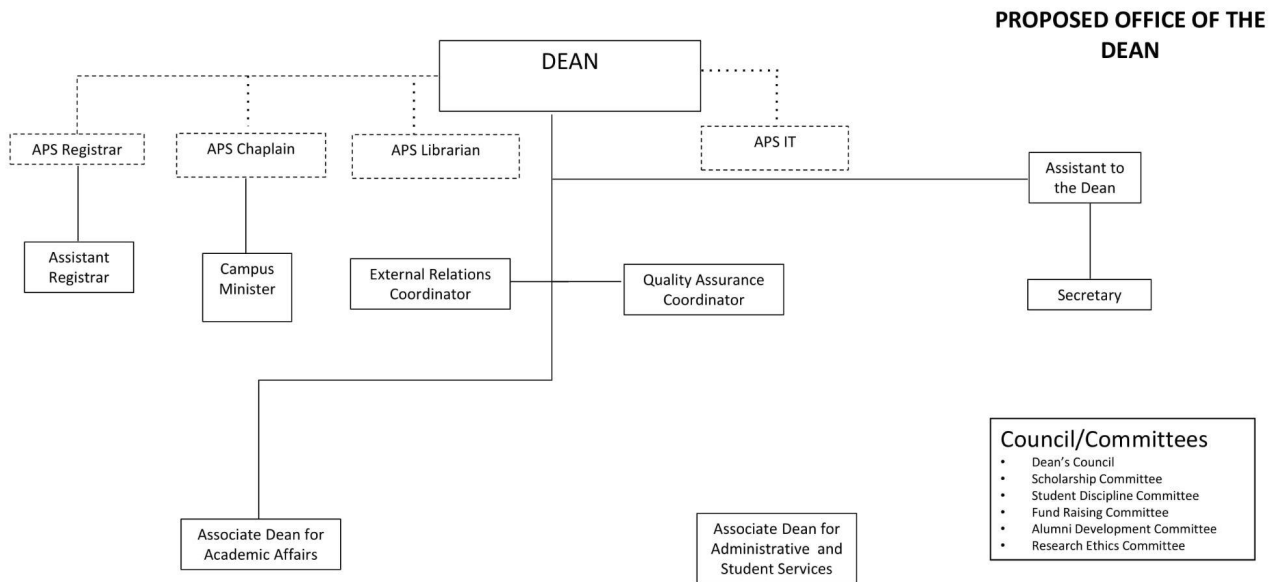 PROPOSED OFFICE OF THE
DEAN
DEAN
APS Registrar
APS Chaplain
APS Librarian
APS IT
Assistant to
the Dean
Assistant
Registrar
Campus
Minister
External Relations
Coordinator
Quality Assurance
Coordinator
Secretary
Council/Committees
• Dean’s Council
• Scholarship Committee
• Student Discipline Committee
• Fund Raising Committee
• Alumni Development Committee
• Research Ethics Committee
Associate Dean for
Academic Affairs
Associate Dean for
Administrative and
Student Services